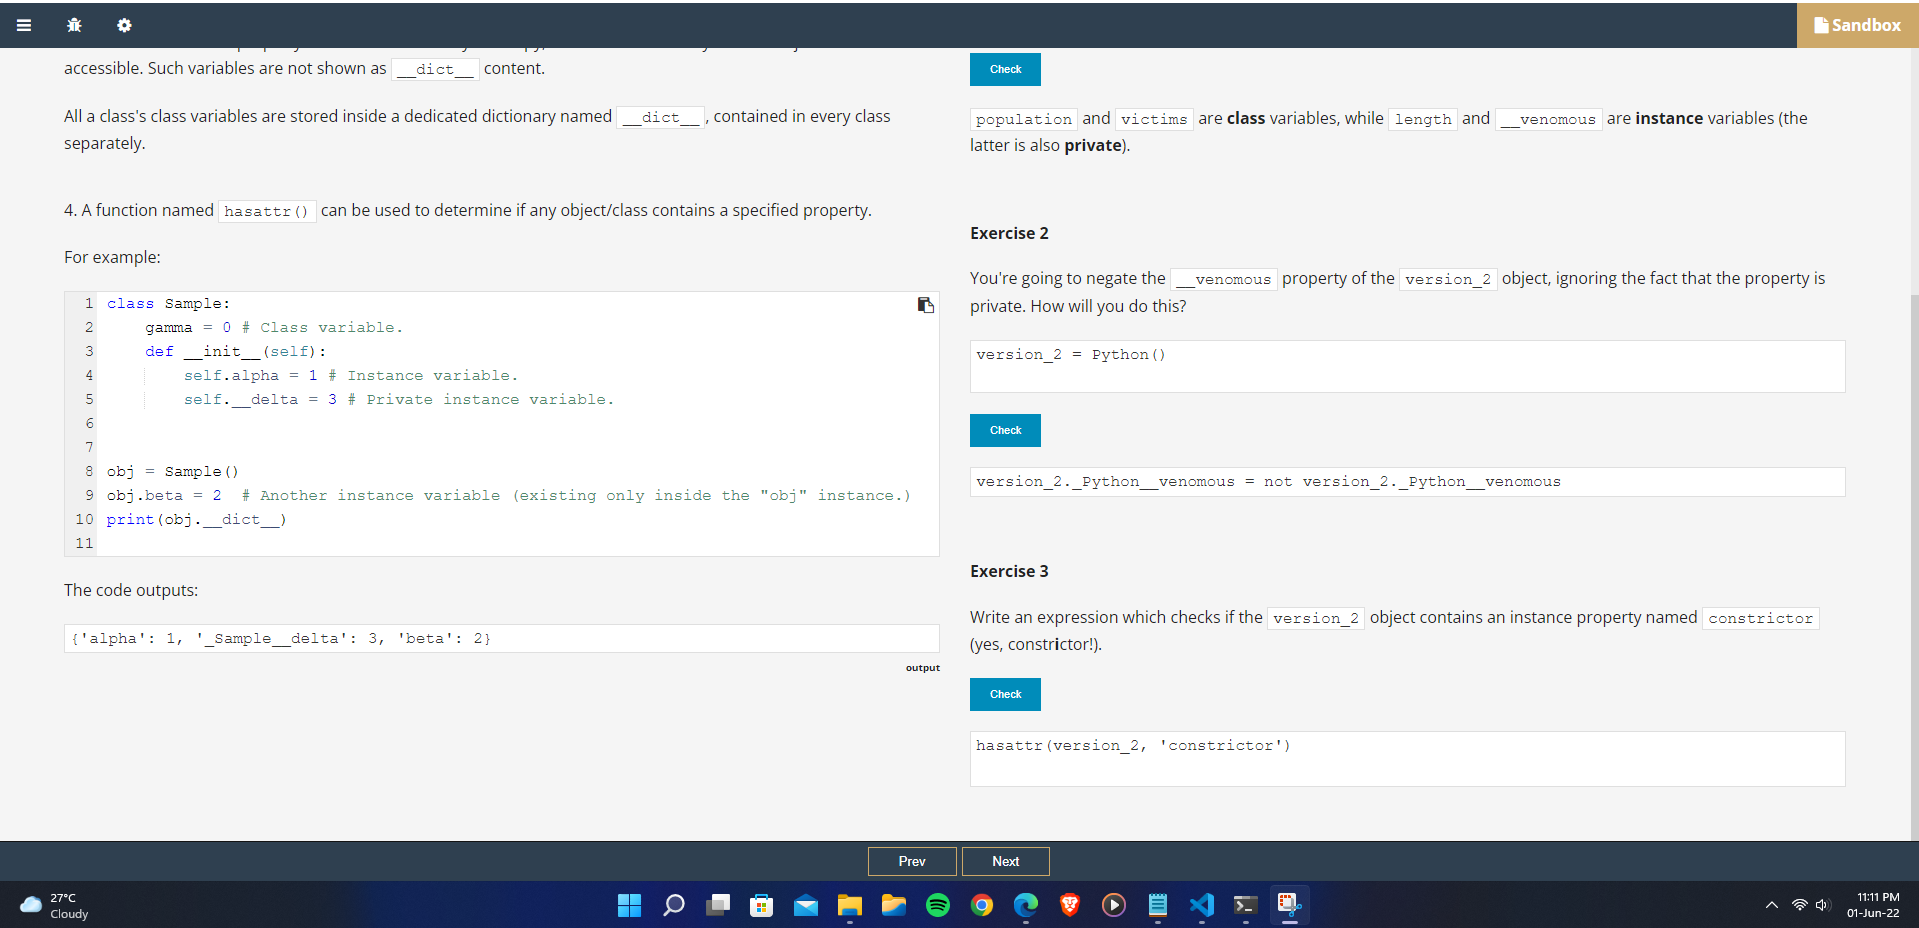 Sandbox
accessible. Such variables are not shown as __dict__ content.
All a class's class variables are stored inside a dedicated dictionary named __dict__, contained in every class
separately.
4. A function named hasattr() can be used to determine if any object/class contains a specified property.
For example:
1 class Sample:
2 gamma = 0 # Class variable.
3 def __init__(self):
4 self.alpha = 1 # Instance variable.
5 self.__delta = 3 # Private instance variable.
6
7
8 obj = Sample()
9 obj.beta = 2  # Another instance variable (existing only inside the "obj" instance.)
10 print(obj.__dict__)
11
The code outputs:
{'alpha': 1, '_Sample__delta': 3, 'beta': 2}
output
Check
population and victims are class variables, while length and __venomous are instance variables (the
latter is also private).
Exercise 2
You're going to negate the __venomous property of the version_2 object, ignoring the fact that the property is
private. How will you do this?
version_2 = Python()
Check
version_2._Python__venomous = not version_2._Python__venomous
Exercise 3
Write an expression which checks if the version_2 object contains an instance property named constrictor
(yes, constrictor!).
Check
hasattr(version_2, 'constrictor')
Prev
Next
27°C
Cloudy
11:11 PM
01-Jun-22